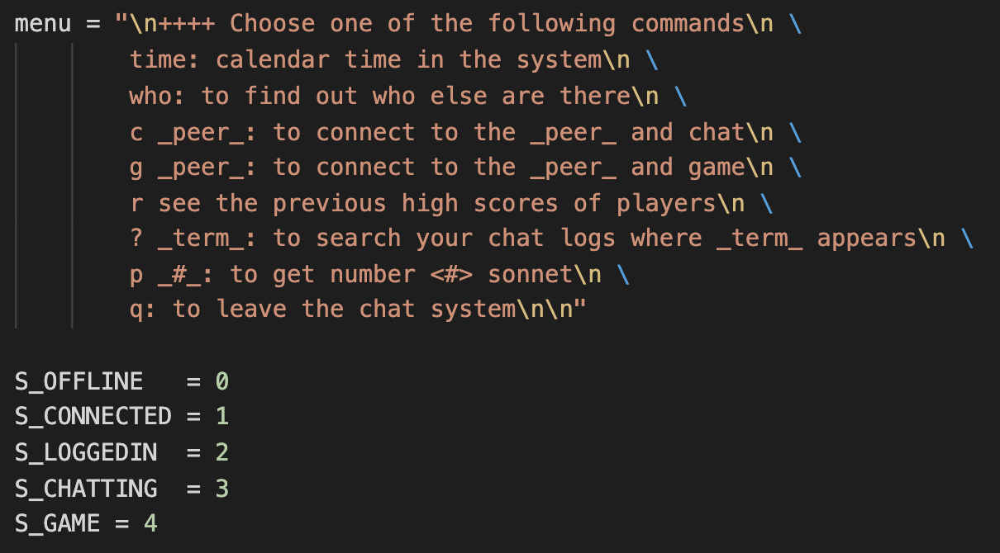 menu = "\n++++ Choose one of the following commands\n \
        time: calendar time in the system\n \
        who: to find out who else are there\n \
        c _peer_: to connect to the _peer_ and chat\n \
        g _peer_: to connect to the _peer_ and game\n \
        r see the previous high scores of players\n \
        ? _term_: to search your chat logs where _term_ appears\n \
        p _#_: to get number <#> sonnet\n \
        q: to leave the chat system\n\n"

S_OFFLINE   = 0
S_CONNECTED = 1
S_LOGGEDIN  = 2
S_CHATTING  = 3
S_GAME = 4